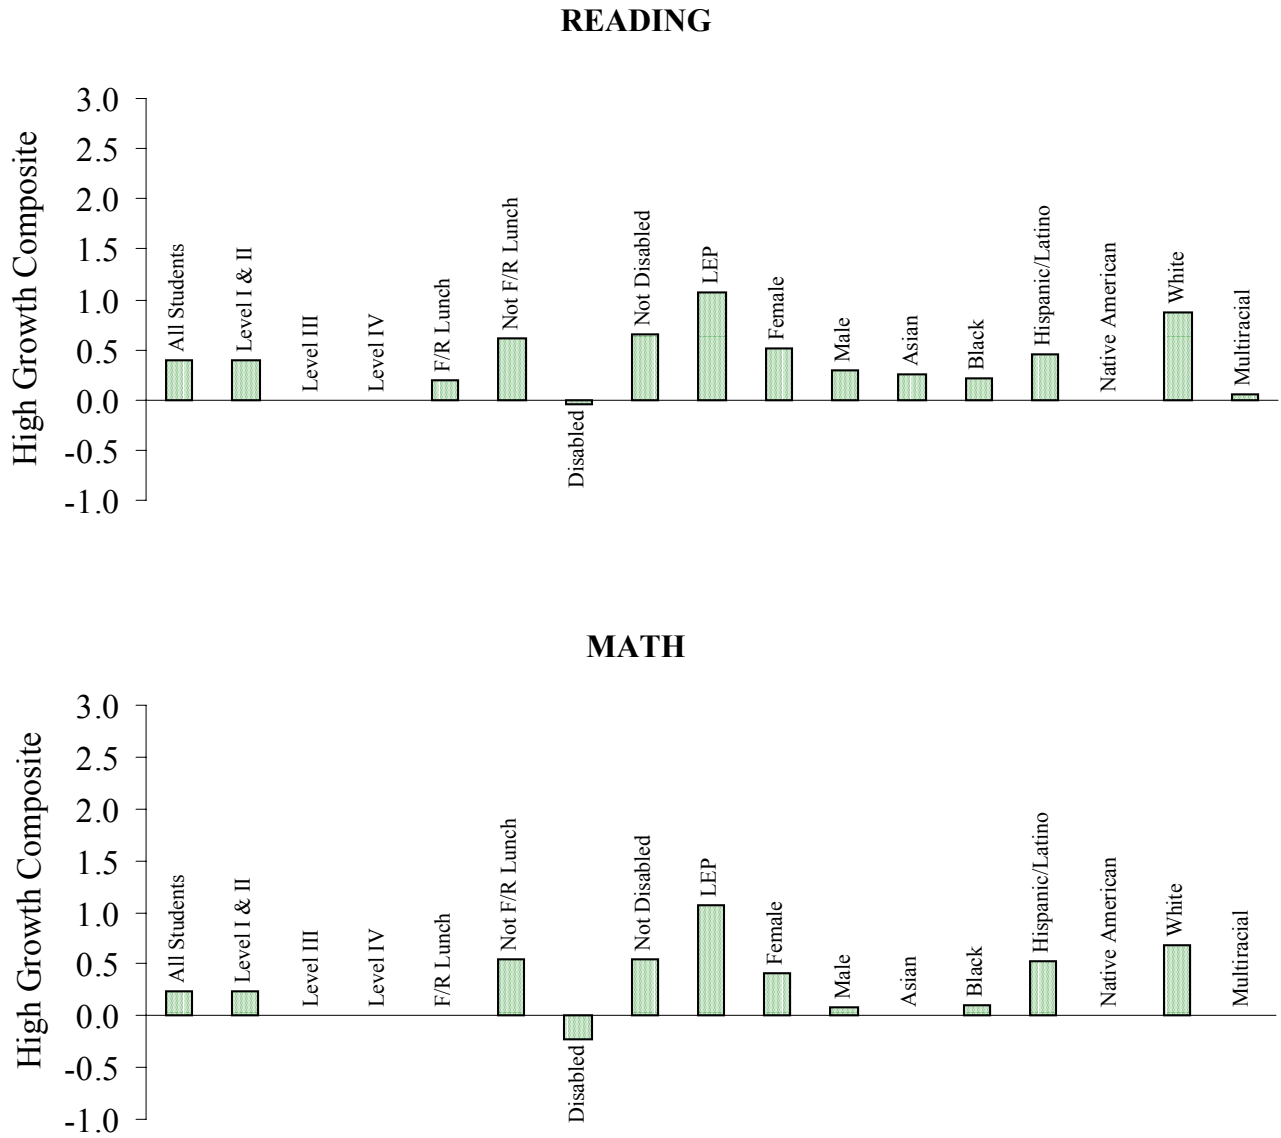 READING
High Growth Composite
3.0
2.5
2.0
1.5
1.0
0.5
0.0
-0.5
-1.0
All Students
Level I & II
Level III
Level IV
F/R Lunch
Not F/R Lunch
Disabled
Not Disabled
LEP
Female
Male
Asian
Black
Hispanic/Latino
Native American
White
Multiracial
MATH
High Growth Composite
3.0
2.5
2.0
1.5
1.0
0.5
0.0
-0.5
-1.0
All Students
Level I & II
Level III
Level IV
F/R Lunch
Not F/R Lunch
Disabled
Not Disabled
LEP
Female
Male
Asian
Black
Hispanic/Latino
Native American
White
Multiracial